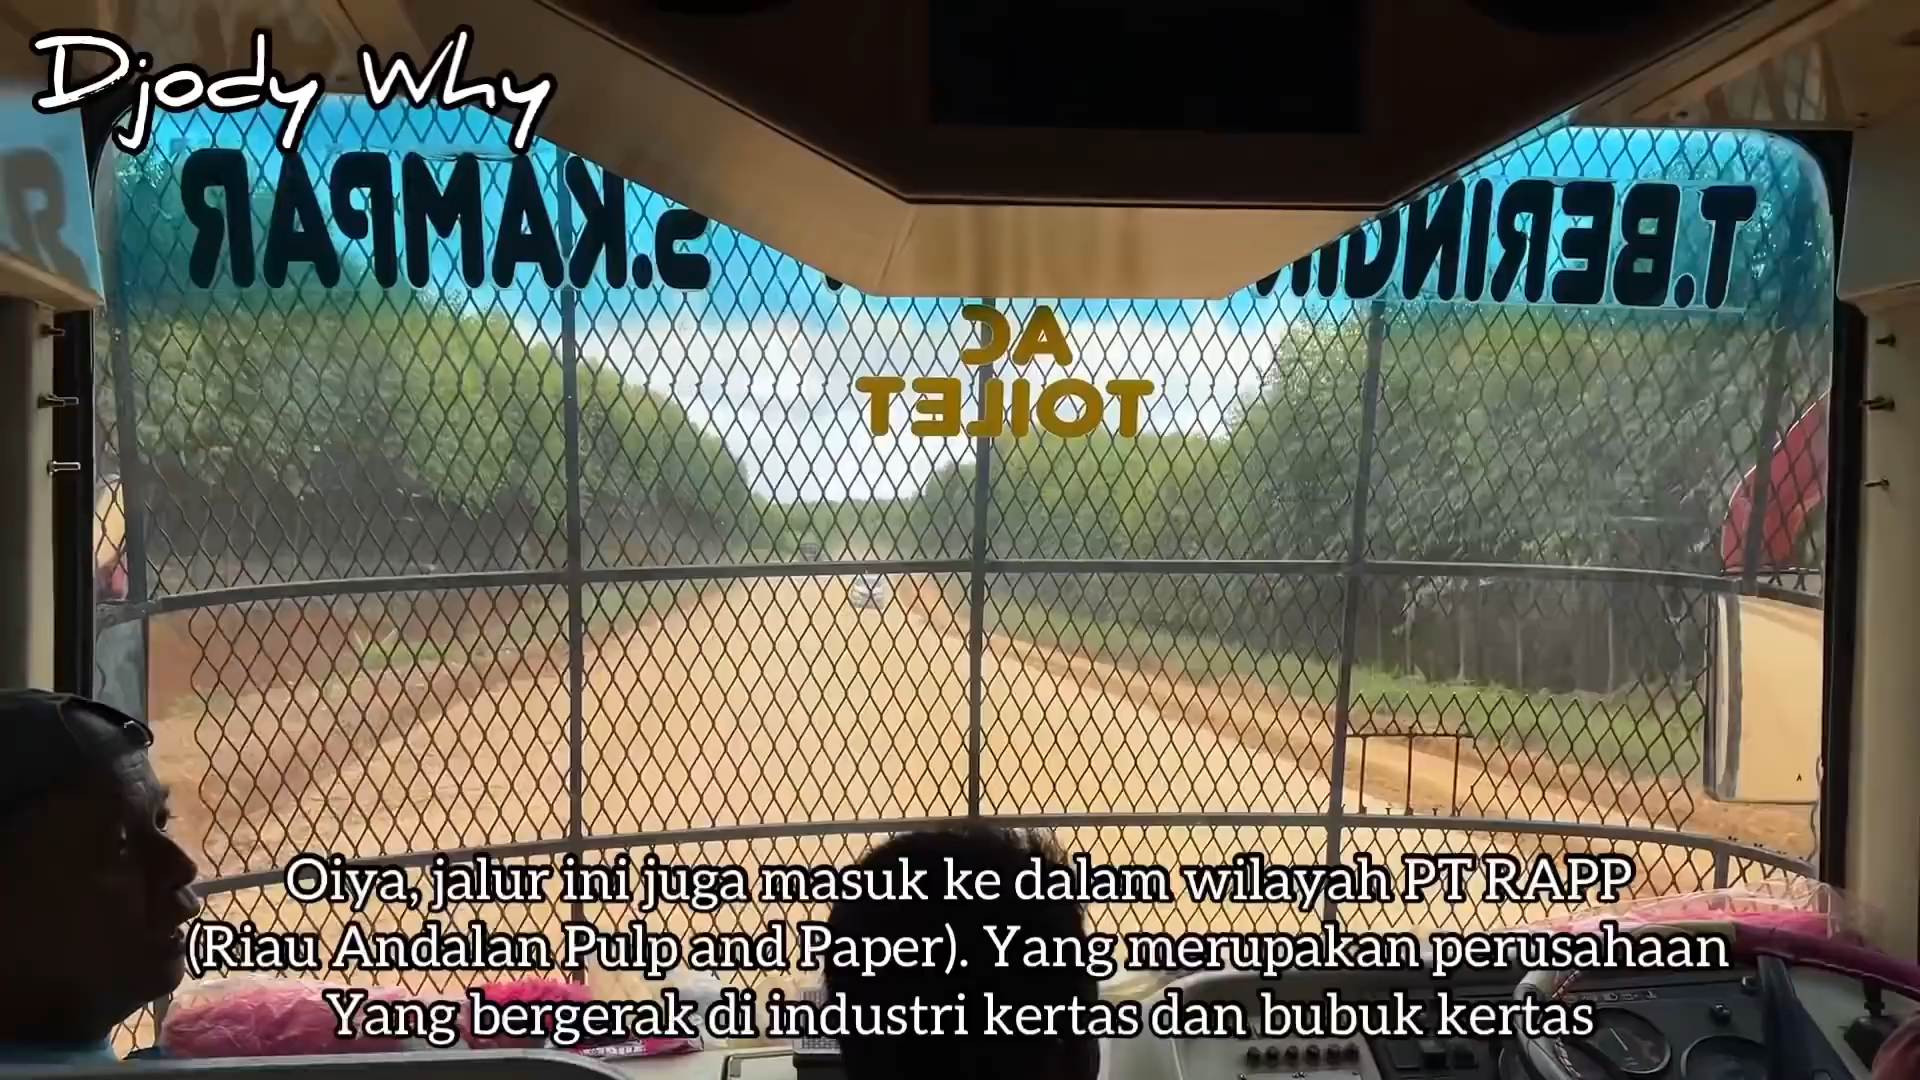 Djody Why
S.KAMPAR
T.BERINGIN
AC
TOILET
Oiya, jalur ini juga masuk ke dalam wilayah PT RAPP
(Riau Andalan Pulp and Paper). Yang merupakan perusahaan
Yang bergerak di industri kertas dan bubuk kertas